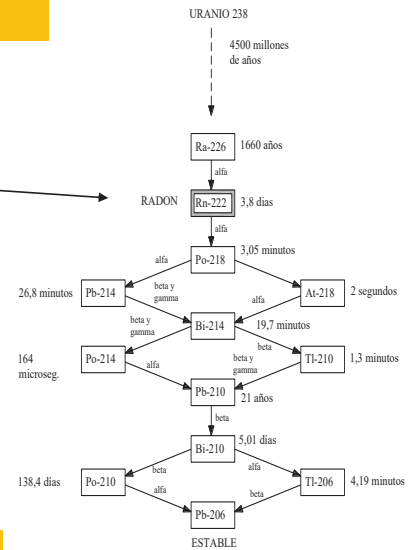 URANIO 238
4500 millones
de años
Ra-226 1660 años
alfa
RADON Rn-222 3,8 dias
alfa
Po-218 3,05 minutos
alfa
26,8 minutos Pb-214 beta y
gamma
At-218 2 segundos
alfa
beta y
gamma
Bi-214 19,7 minutos
beta
164
microseg.
Po-214
alfa
beta y
gamma
Tl-210 1,3 minutos
Pb-210 21 años
beta
Bi-210 5,01 días
beta
alfa
138,4 días Po-210
alfa
beta
Tl-206 4,19 minutos
Pb-206
ESTABLE